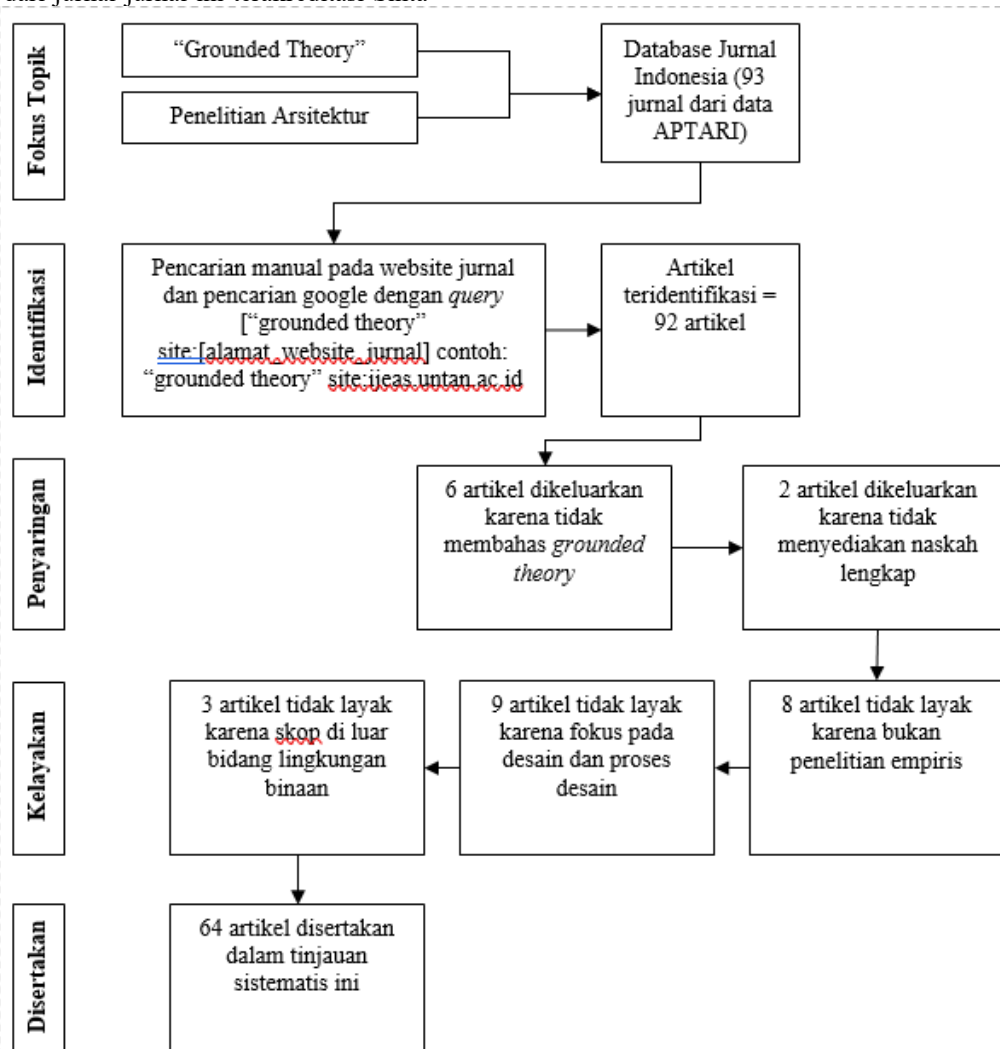 Fokus Topik
“Grounded Theory”
Penelitian Arsitektur
Database Jurnal
Indonesia (93
jurnal dari data
APTARI)
Identifikasi
Pencarian manual pada website jurnal
dan pencarian google dengan query
[“grounded theory”
site:[alamat_website_jurnal] contoh:
“grounded theory” site:ijeas.untan.ac.id
Artikel
teridentifikasi =
92 artikel
Penyaringan
6 artikel dikeluarkan
karena tidak
membahas grounded
theory
2 artikel dikeluarkan
karena tidak
menyediakan naskah
lengkap
Kelayakan
3 artikel tidak layak
karena skop di luar
bidang lingkungan
binaan
9 artikel tidak layak
karena fokus pada
desain dan proses
desain
8 artikel tidak layak
karena bukan
penelitian empiris
Disertakan
64 artikel disertakan
dalam tinjauan
sistematis ini